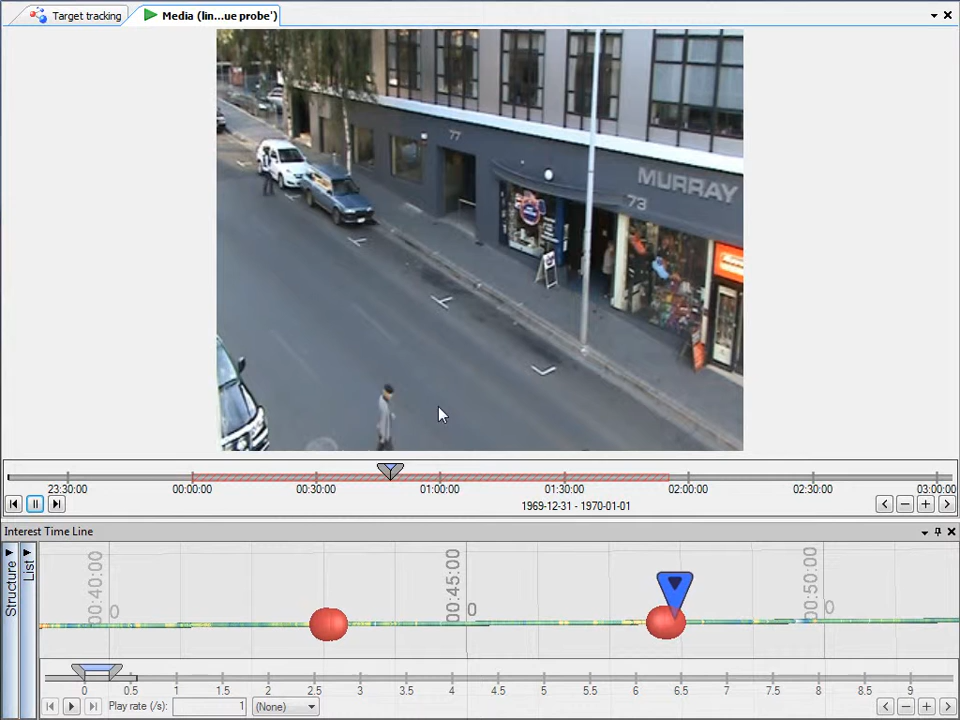 Target tracking
Media (lin...ue probe')
77
MURRAY
73
23:30:00 00:00:00 00:30:00 01:00:00 01:30:00 02:00:00 02:30:00 03:00:00
1969-12-31 - 1970-01-01
Interest Time Line
Structure
List
00:40:00 0
00:45:00 0
00:50:00 0
0 0.5 1 1.5 2 2.5 3 3.5 4 4.5 5 5.5 6 6.5 7 7.5 8 8.5 9
Play rate (/s): 1 (None)